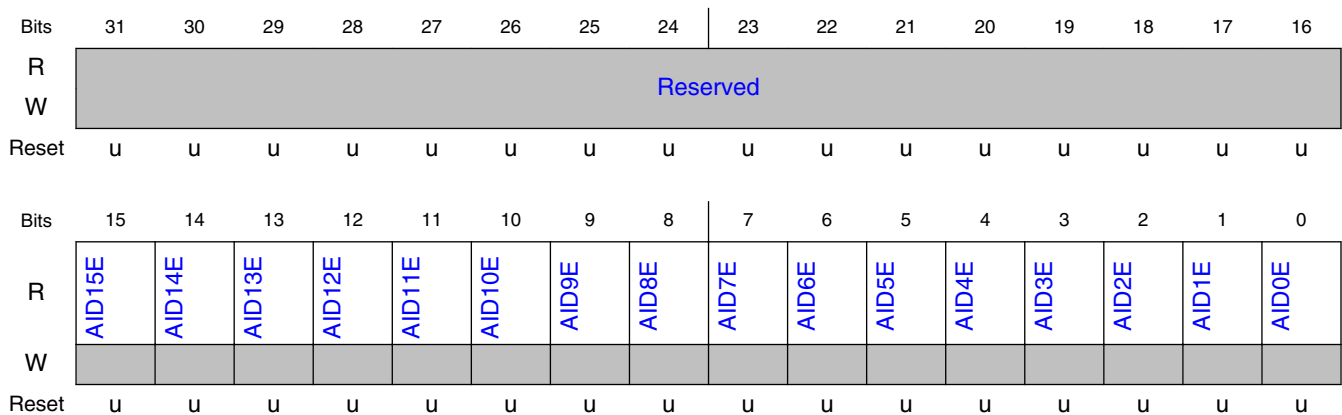 Bits 31 30 29 28 27 26 25 24 23 22 21 20 19 18 17 16
R
Reserved
W
Reset u u u u u u u u u u u u u u u u
Bits 15 14 13 12 11 10 9 8 7 6 5 4 3 2 1 0
R AID15E AID14E AID13E AID12E AID11E AID10E AID9E AID8E AID7E AID6E AID5E AID4E AID3E AID2E AID1E AID0E
W
Reset u u u u u u u u u u u u u u u u